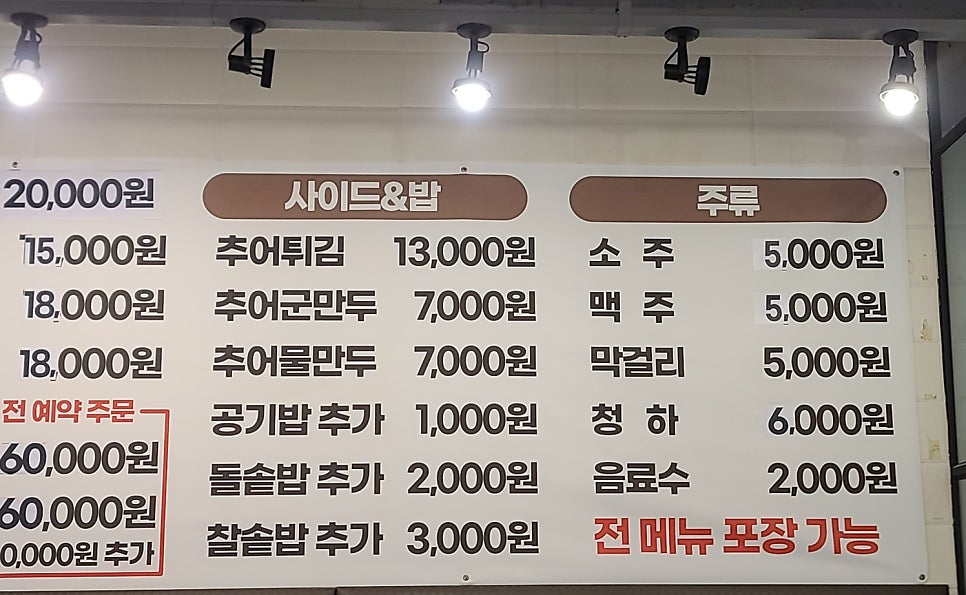 20,000원
15,000원
18,000원
18,000원
전 예약 주문
60,000원
60,000원
0,000원 추가
사이드&밥
추어튀김 13,000원
추어군만두 7,000원
추어물만두 7,000원
공기밥 추가 1,000원
돌솥밥 추가 2,000원
찰솥밥 추가 3,000원
주류
소 주 5,000원
맥 주 5,000원
막걸리 5,000원
청 하 6,000원
음료수 2,000원
전 메뉴 포장 가능